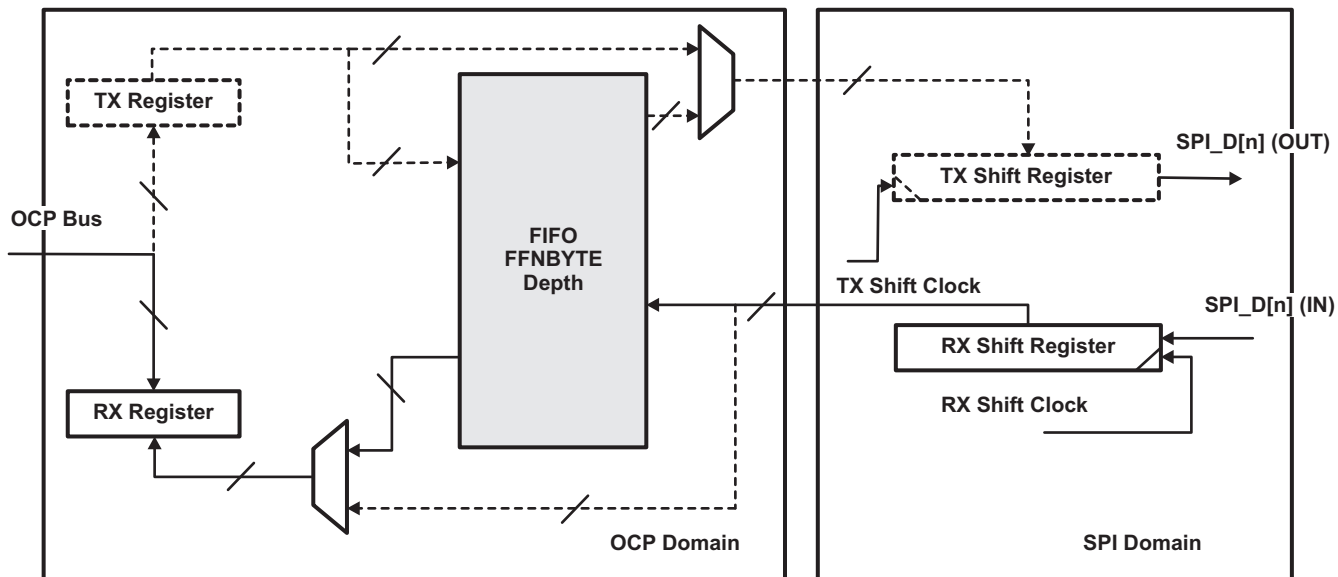 TX Register
SPI_D[n] (OUT)
TX Shift Register
OCP Bus
FIFO
FFNBYTE
Depth
TX Shift Clock
SPI_D[n] (IN)
RX Shift Register
RX Register
RX Shift Clock
OCP Domain
SPI Domain